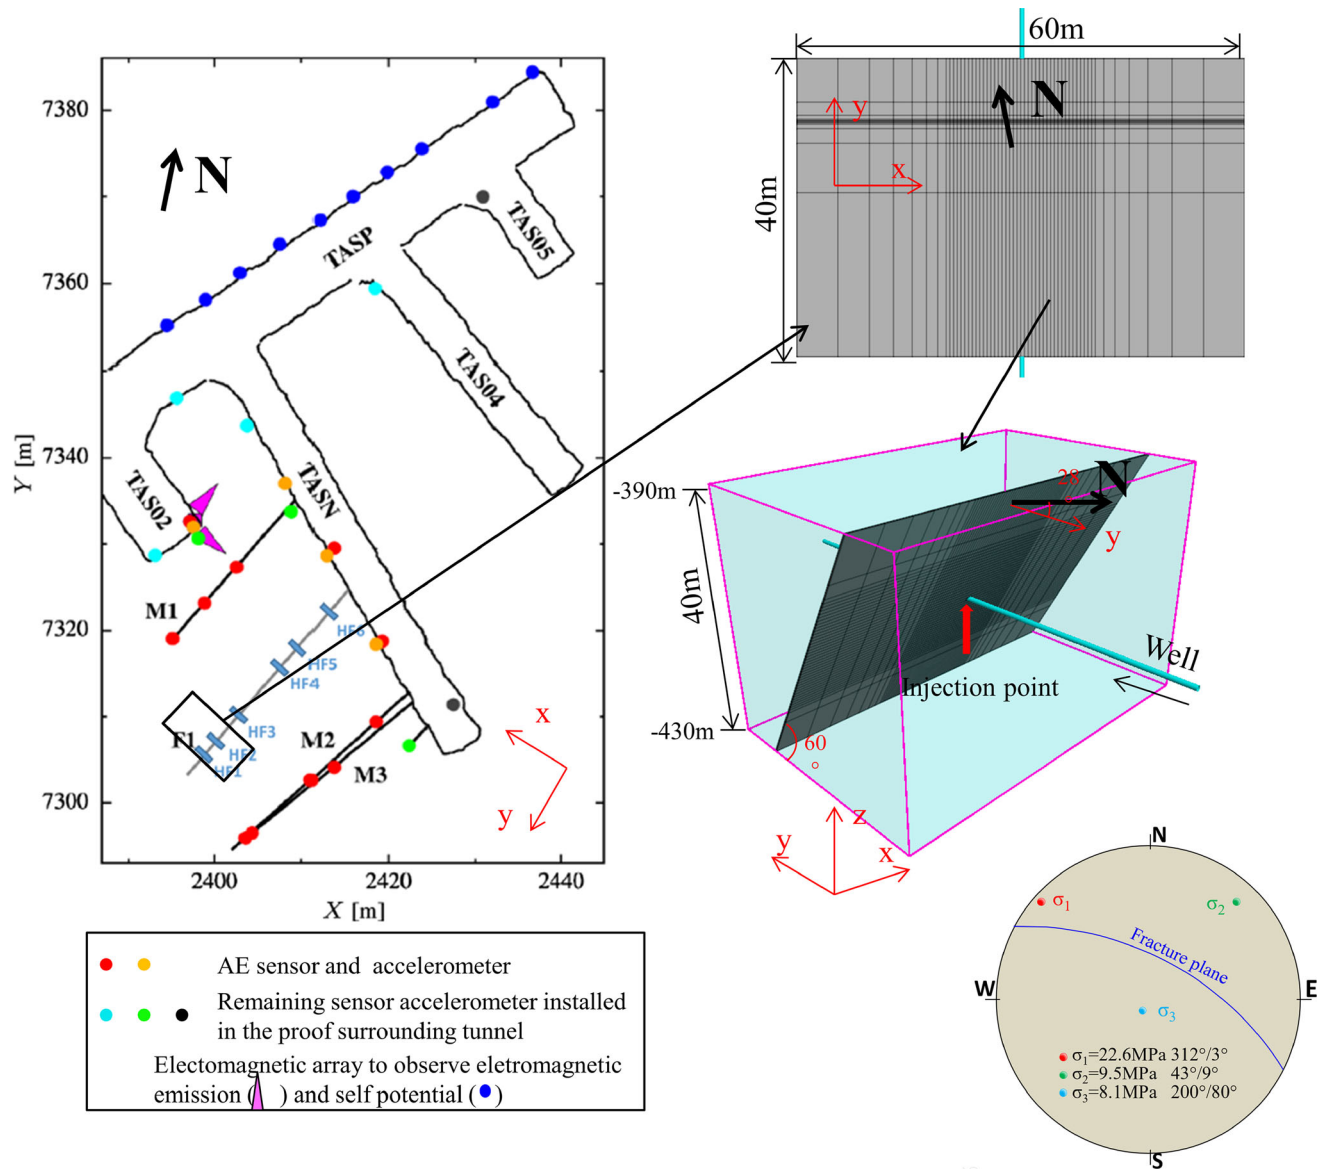 7380
7360
7340
7320
7300
Y [m]
2400
2420
2440
X [m]
N
TASP
TAS05
TAS04
TASN
TAS02
M1
HF6
HF5
HF4
HF3
HF2
HF1
F1
M2
M3
x
y
60m
40m
N
y
x
-390m
40m
-430m
28°
N
y
Well
Injection point
60°
z
y
x
AE sensor and accelerometer
Remaining sensor accelerometer installed
in the proof surrounding tunnel
Electomagnetic array to observe eletromagnetic
emission ( ) and self potential ( )
N
W
E
S
σ1
σ2
Fracture plane
σ3
σ1=22.6MPa 312°/3°
σ2=9.5MPa 43°/9°
σ3=8.1MPa 200°/80°